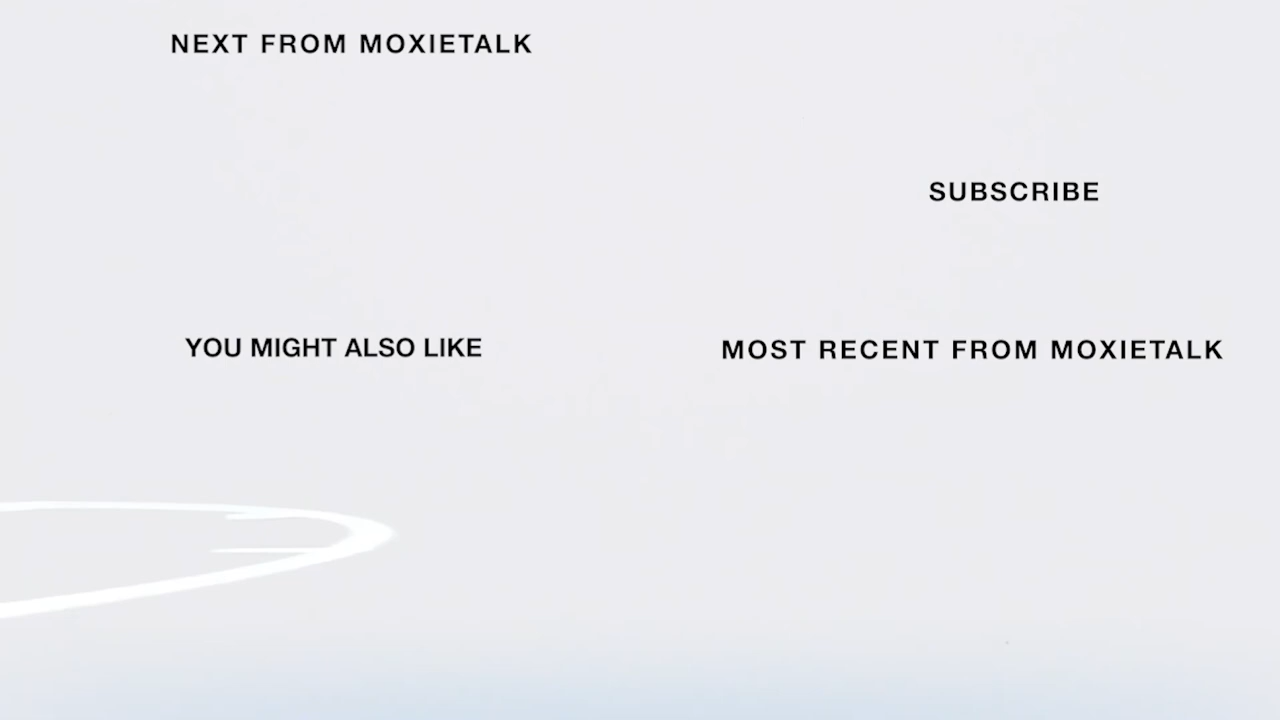 NEXT FROM MOXIETALK
SUBSCRIBE
YOU MIGHT ALSO LIKE
MOST RECENT FROM MOXIETALK